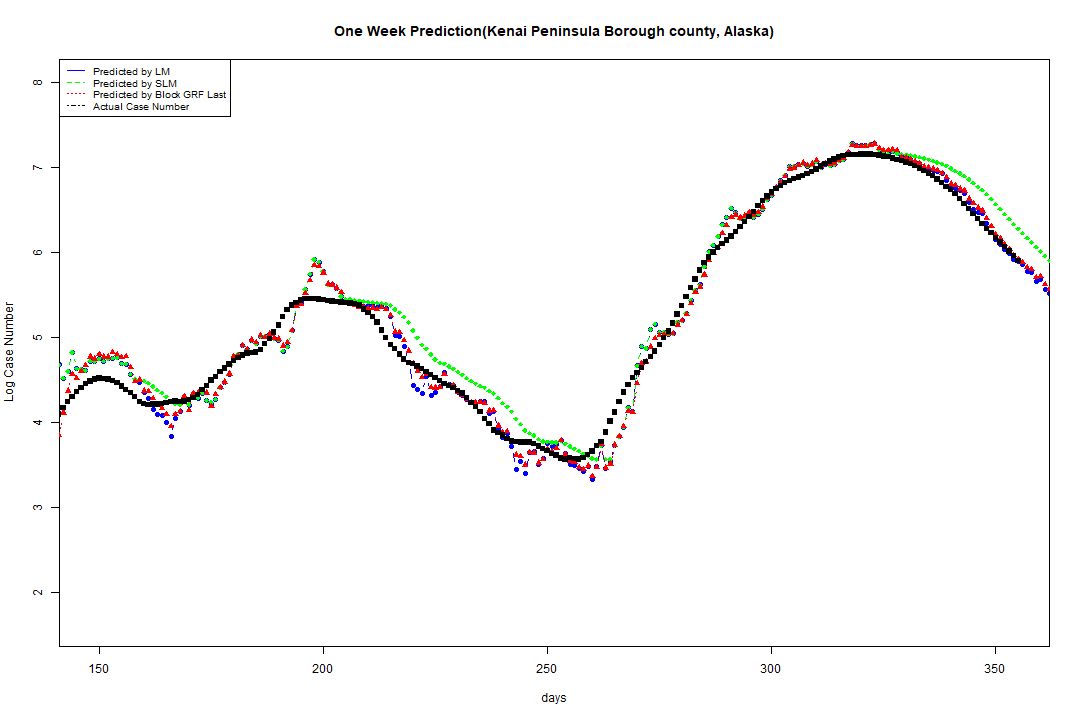 One Week Prediction(Kenai Peninsula Borough county, Alaska)
Predicted by LM
Predicted by SLM
Predicted by Block GRF Last
Actual Case Number
8
7
6
5
4
3
2
Log Case Number
150
200
250
300
350
days